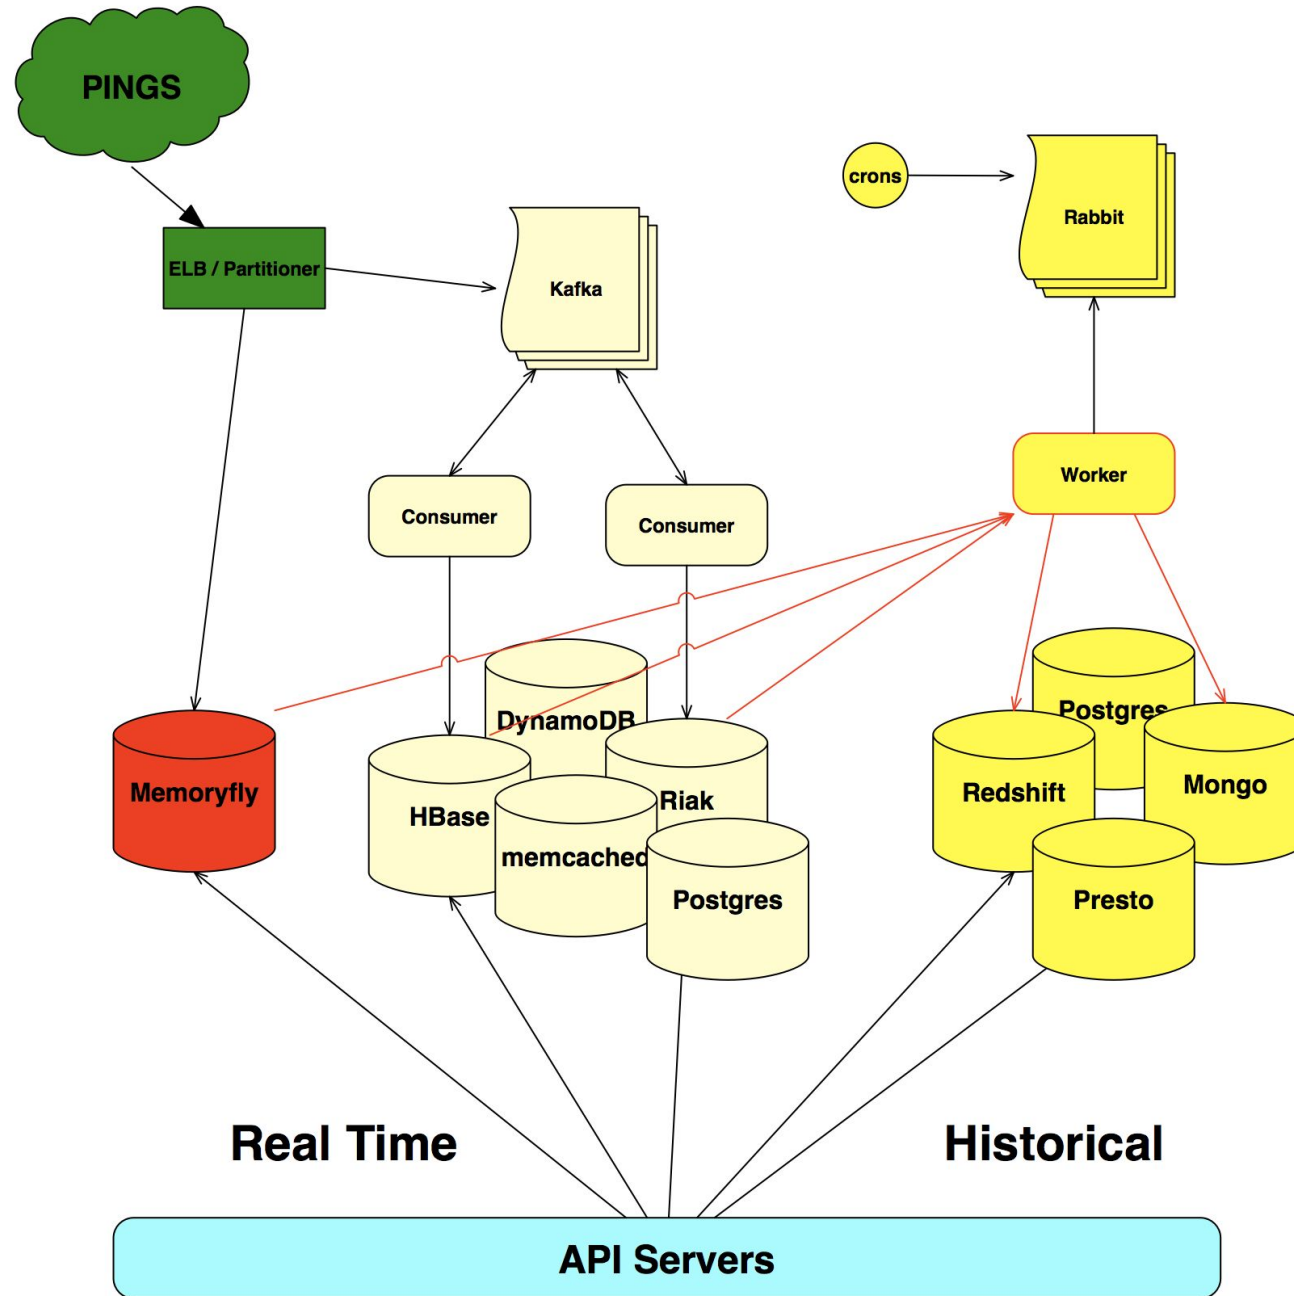 PINGS
crons
Rabbit
ELB / Partitioner
Kafka
Worker
Consumer
Consumer
DynamoDB
Postgres
Memoryfly
HBase
Riak
Redshift
Mongo
memcached
Postgres
Presto
Real Time
Historical
API Servers